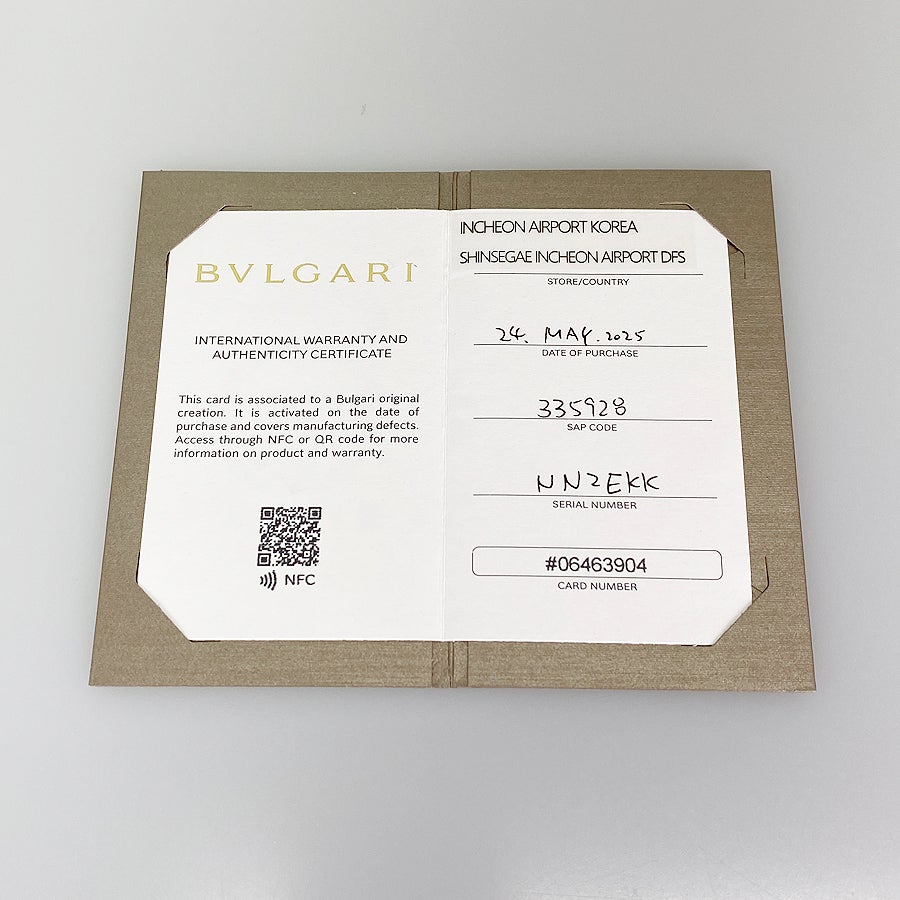 BVLGARI
INTERNATIONAL WARRANTY AND
AUTHENTICITY CERTIFICATE
This card is associated to a Bulgari original
creation. It is activated on the date of
purchase and covers manufacturing defects.
Access through NFC or QR code for more
information on product and warranty.
NFC
INCHEON AIRPORT KOREA
SHINSEGAE INCHEON AIRPORT DFS
STORE/COUNTRY
24. MAY. 2025
DATE OF PURCHASE
335928
SAP CODE
NN2EKK
SERIAL NUMBER
#06463904
CARD NUMBER